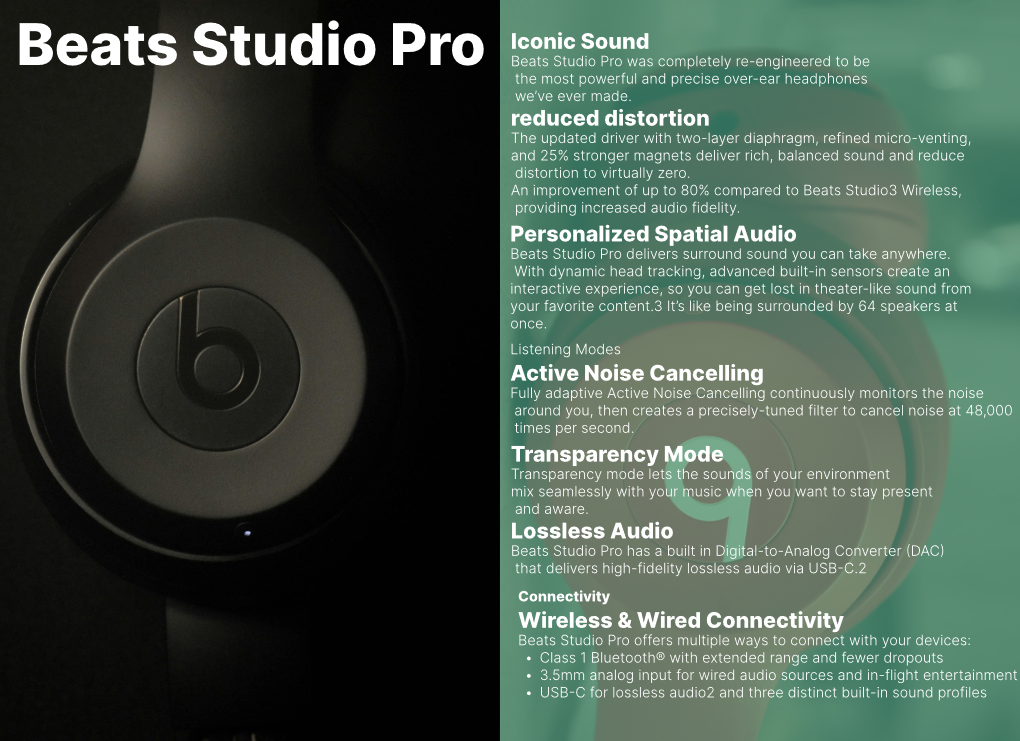 Beats Studio Pro
Iconic Sound
Beats Studio Pro was completely re-engineered to be
the most powerful and precise over-ear headphones
we've ever made.
reduced distortion
The updated driver with two-layer diaphragm, refined micro-venting,
and 25% stronger magnets deliver rich, balanced sound and reduce
distortion to virtually zero.
An improvement of up to 80% compared to Beats Studio3 Wireless,
providing increased audio fidelity.
Personalized Spatial Audio
Beats Studio Pro delivers surround sound you can take anywhere.
With dynamic head tracking, advanced built-in sensors create an
interactive experience, so you can get lost in theater-like sound from
your favorite content.3 It's like being surrounded by 64 speakers at
once.
Listening Modes
Active Noise Cancelling
Fully adaptive Active Noise Cancelling continuously monitors the noise
around you, then creates a precisely-tuned filter to cancel noise at 48,000
times per second.
Transparency Mode
Transparency mode lets the sounds of your environment
mix seamlessly with your music when you want to stay present
and aware.
Lossless Audio
Beats Studio Pro has a built in Digital-to-Analog Converter (DAC)
that delivers high-fidelity lossless audio via USB-C.2
Connectivity
Wireless & Wired Connectivity
Beats Studio Pro offers multiple ways to connect with your devices:
• Class 1 Bluetooth® with extended range and fewer dropouts
• 3.5mm analog input for wired audio sources and in-flight entertainment
• USB-C for lossless audio2 and three distinct built-in sound profiles